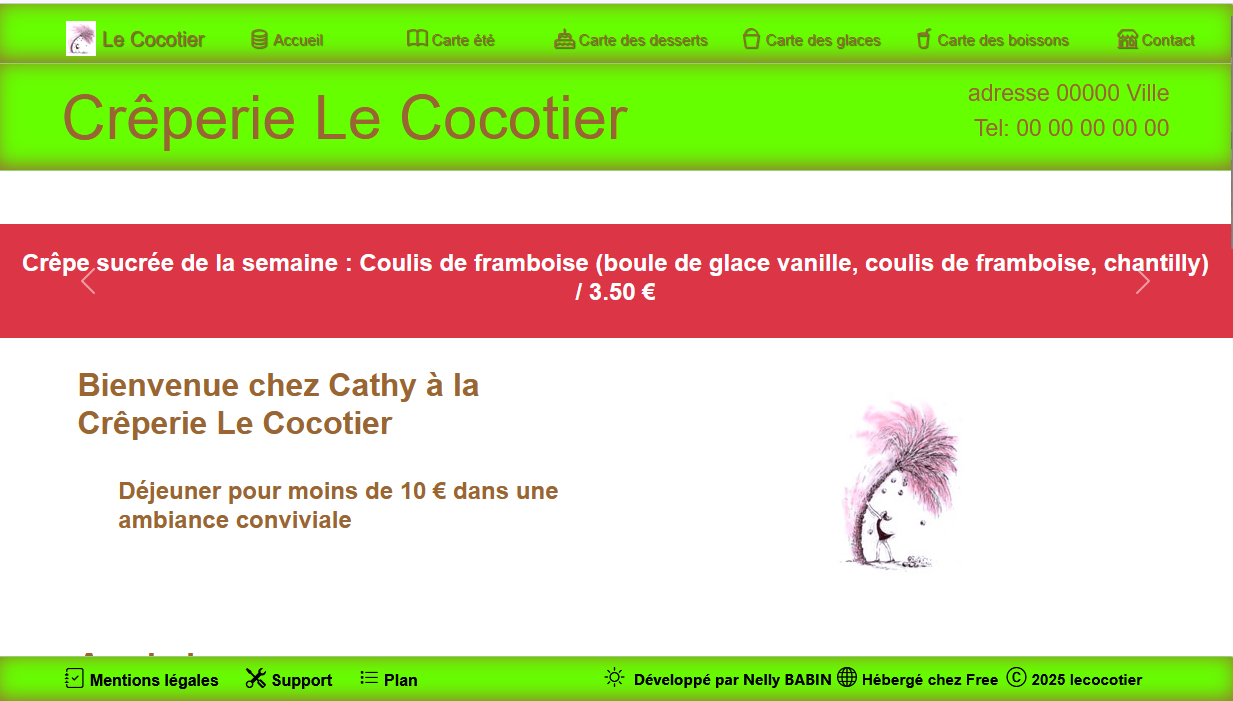 Le Cocotier Accueil Carte été Carte des desserts Carte des glaces Carte des boissons Contact
Crêperie Le Cocotier
adresse 00000 Ville
Tel: 00 00 00 00 00
Crêpe sucrée de la semaine : Coulis de framboise (boule de glace vanille, coulis de framboise, chantilly)
/ 3.50 €
Bienvenue chez Cathy à la
Crêperie Le Cocotier
Déjeuner pour moins de 10 € dans une
ambiance conviviale
Mentions légales Support Plan Développé par Nelly BABIN Hébergé chez Free © 2025 lecocotier